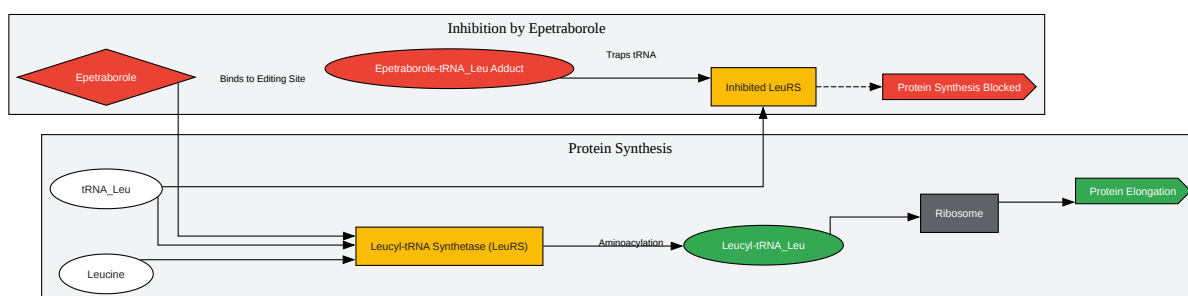 Inhibition by Epetraborole
Epetraborole
Binds to Editing Site
Epetraborole-tRNA_Leu Adduct
Traps tRNA
Inhibited LeuRS
Protein Synthesis Blocked
Protein Synthesis
tRNA_Leu
Leucine
Leucyl-tRNA Synthetase (LeuRS)
Aminoacylation
Leucyl-tRNA_Leu
Ribosome
Protein Elongation